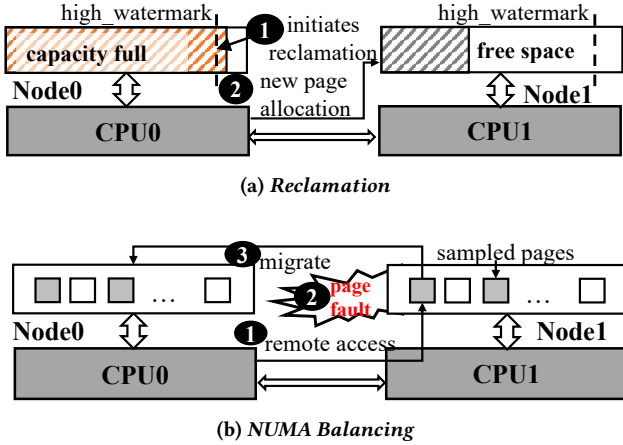 high_watermark high_watermark
capacity full 1 initiates reclamation free space
Node0 2 new page allocation Node1
CPU0 CPU1
(a) Reclamation
3 migrate sampled pages
... 2 page fault ...
Node0 1 remote access Node1
CPU0 CPU1
(b) NUMA Balancing